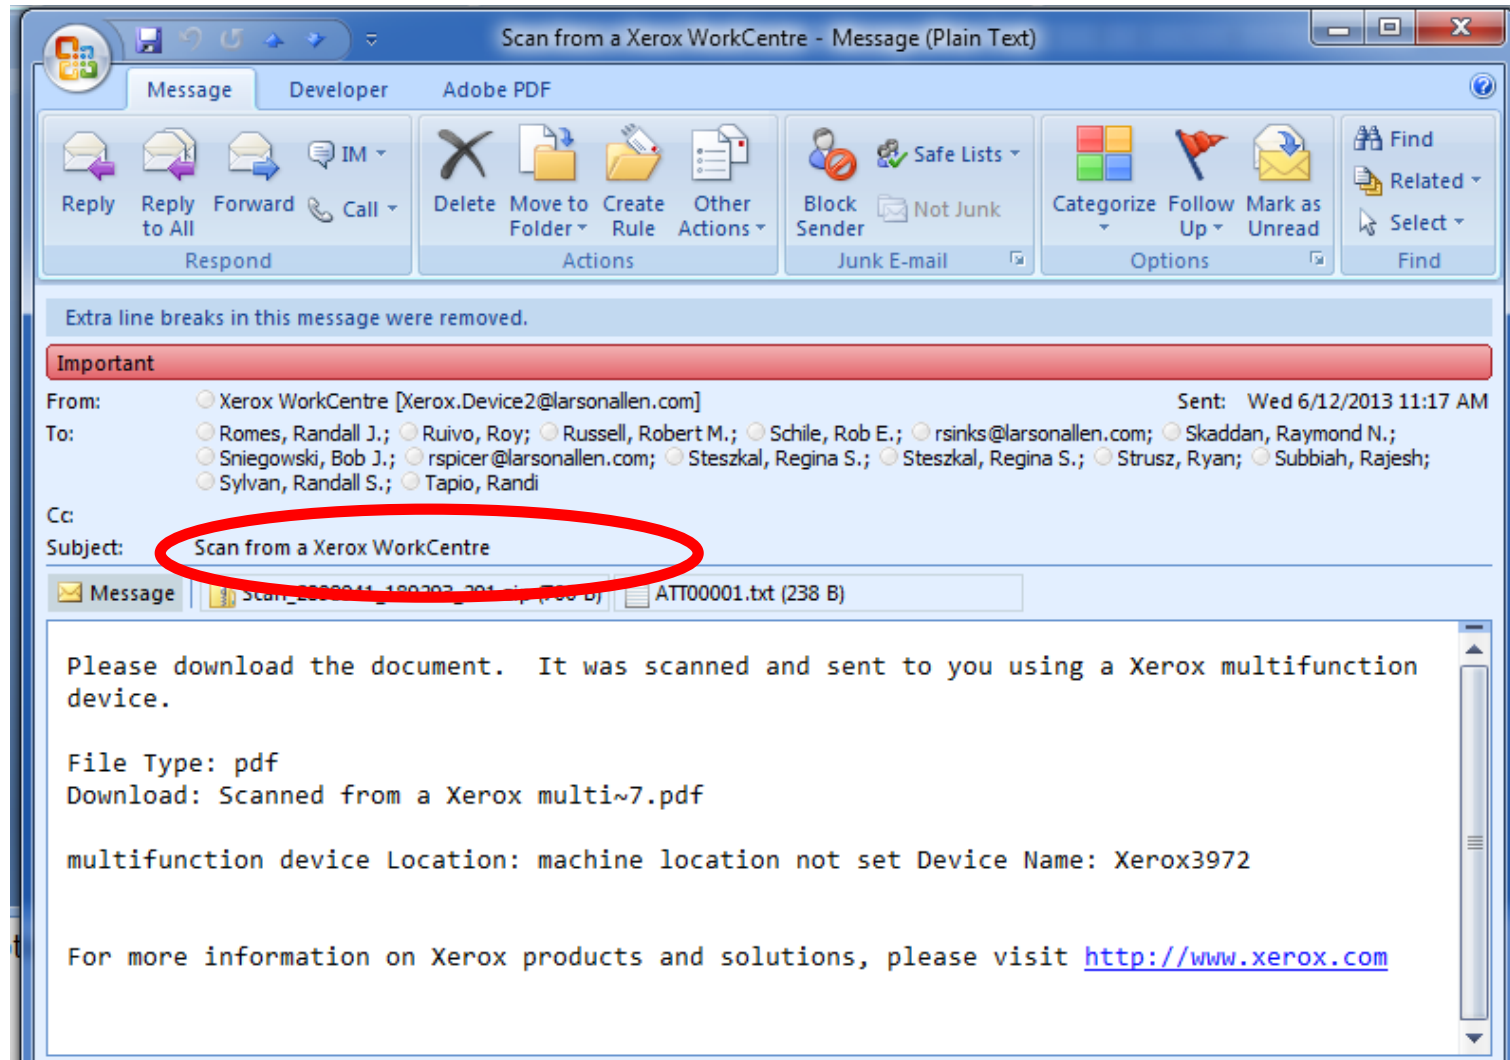 Scan from a Xerox WorkCentre - Message (Plain Text)
Message Developer Adobe PDF
Reply Reply to All Forward IM Call
Respond
Delete Move to Folder Create Rule Other Actions
Actions
Block Sender Safe Lists Not Junk
Junk E-mail
Categorize Follow Up Mark as Unread
Options
Find Related Select
Find
Extra line breaks in this message were removed.
Important
From: Xerox WorkCentre [Xerox.Device2@larsonallen.com] Sent: Wed 6/12/2013 11:17 AM
To: Romes, Randall J.; Ruivo, Roy; Russell, Robert M.; Schile, Rob E.; rsinks@larsonallen.com; Skaddan, Raymond N.;
Sniegowski, Bob J.; rspicer@larsonallen.com; Steszkal, Regina S.; Steszkal, Regina S.; Strusz, Ryan; Subbiah, Rajesh;
Sylvan, Randall S.; Tapio, Randi
Cc:
Subject: Scan from a Xerox WorkCentre
Message ATT00001.txt (238 B)
Please download the document.  It was scanned and sent to you using a Xerox multifunction
device.
File Type: pdf
Download: Scanned from a Xerox multi~7.pdf
multifunction device Location: machine location not set Device Name: Xerox3972
For more information on Xerox products and solutions, please visit http://www.xerox.com